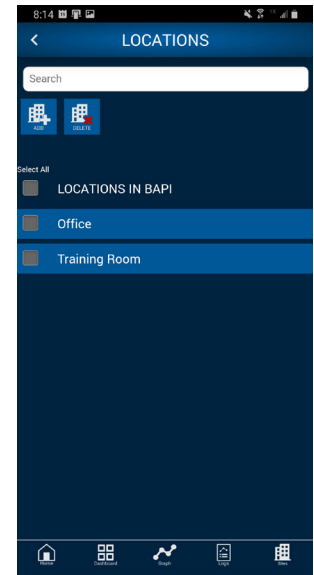 8:14
LOCATIONS
Search
ADD DELETE
Select All
LOCATIONS IN BAPI
Office
Training Room
Home Dashboard Graph Logs Sites